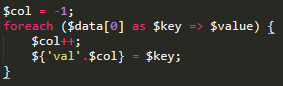 $col = -1;
foreach ($data[0] as $key => $value) {
$col++;
${'val'.$col} = $key;
}